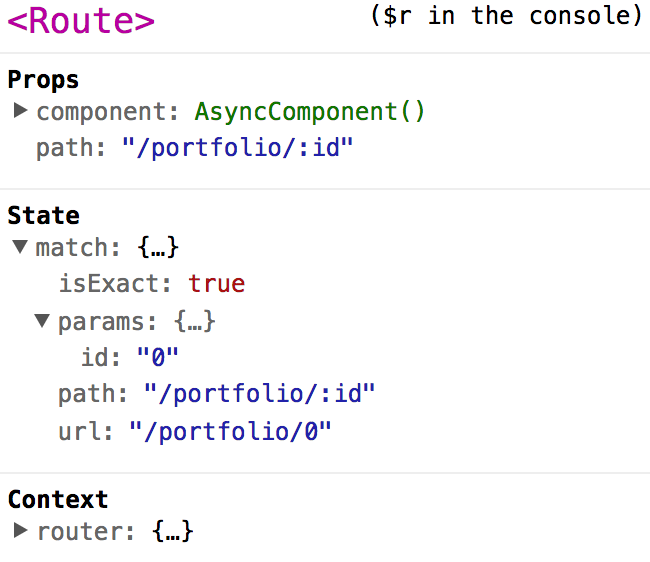 <Route> ($r in the console)
Props
▶ component: AsyncComponent()
path: "/portfolio/:id"
State
▼ match: {…}
isExact: true
▼ params: {…}
id: "0"
path: "/portfolio/:id"
url: "/portfolio/0"
Context
▶ router: {…}